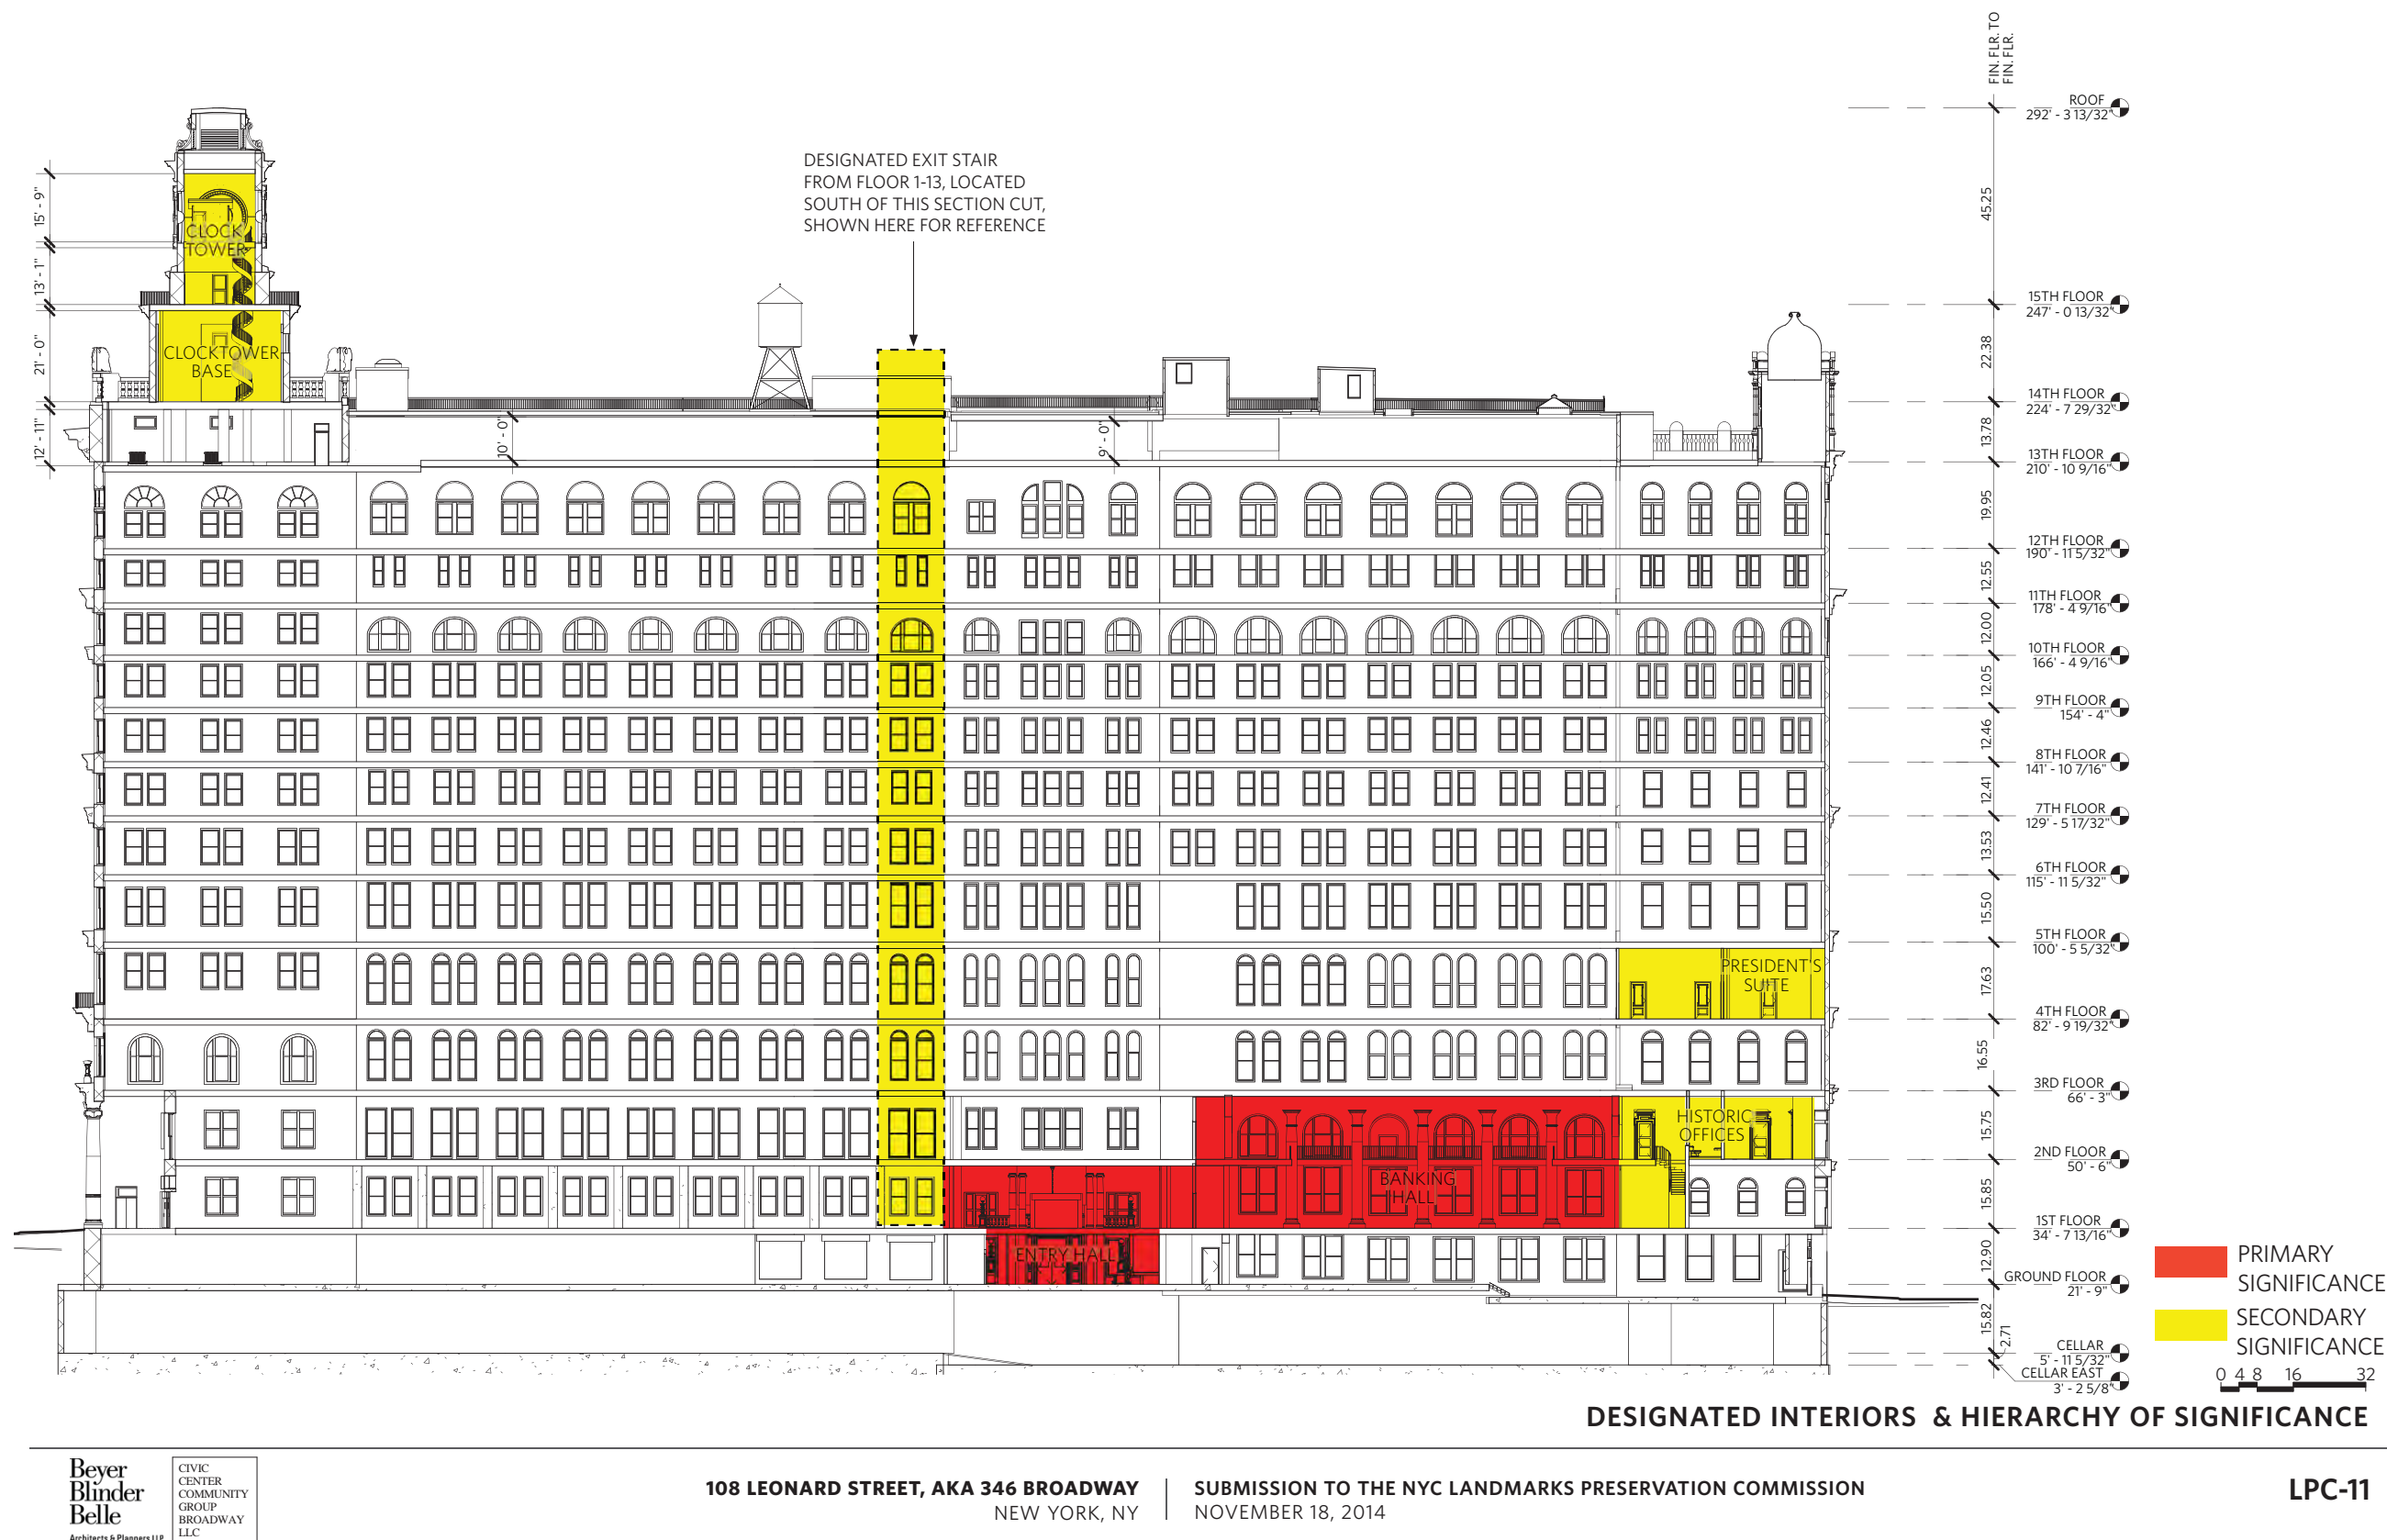 FIN. FLR. TO
FIN. FLR.
ROOF
292' - 3 13/32"
45.25
15TH FLOOR
247' - 0 13/32"
22.38
14TH FLOOR
224' - 7 29/32"
13.78
13TH FLOOR
210' - 10 9/16"
19.95
12TH FLOOR
190' - 11 5/32"
12.55
11TH FLOOR
178' - 4 9/16"
12.00
10TH FLOOR
166' - 4 9/16"
12.05
9TH FLOOR
154' - 4"
12.46
8TH FLOOR
141' - 10 7/16"
12.41
7TH FLOOR
129' - 5 17/32"
13.53
6TH FLOOR
115' - 11 5/32"
15.50
5TH FLOOR
100' - 5 5/32"
17.63
4TH FLOOR
82' - 9 19/32"
16.55
3RD FLOOR
66' - 3"
15.75
2ND FLOOR
50' - 6"
15.85
1ST FLOOR
34' - 7 13/16"
12.90
GROUND FLOOR
21' - 9"
15.82
2.71
CELLAR
5' - 11 5/32"
CELLAR EAST
3' - 2 5/8"
DESIGNATED EXIT STAIR
FROM FLOOR 1-13, LOCATED
SOUTH OF THIS SECTION CUT,
SHOWN HERE FOR REFERENCE
15' - 9"
13' - 1"
21' - 0"
12' - 11"
CLOCK
TOWER
CLOCKTOWER
BASE
10' - 0"
9' - 0"
PRESIDENT'S
SUITE
HISTORIC
OFFICES
BANKING
HALL
ENTRY HALL
PRIMARY
SIGNIFICANCE
SECONDARY
SIGNIFICANCE
0 4 8 16 32
DESIGNATED INTERIORS & HIERARCHY OF SIGNIFICANCE
Beyer
Blinder
Belle
Architects & Planners LLP
CIVIC
CENTER
COMMUNITY
GROUP
BROADWAY
LLC
108 LEONARD STREET, AKA 346 BROADWAY
NEW YORK, NY
SUBMISSION TO THE NYC LANDMARKS PRESERVATION COMMISSION
NOVEMBER 18, 2014
LPC-11